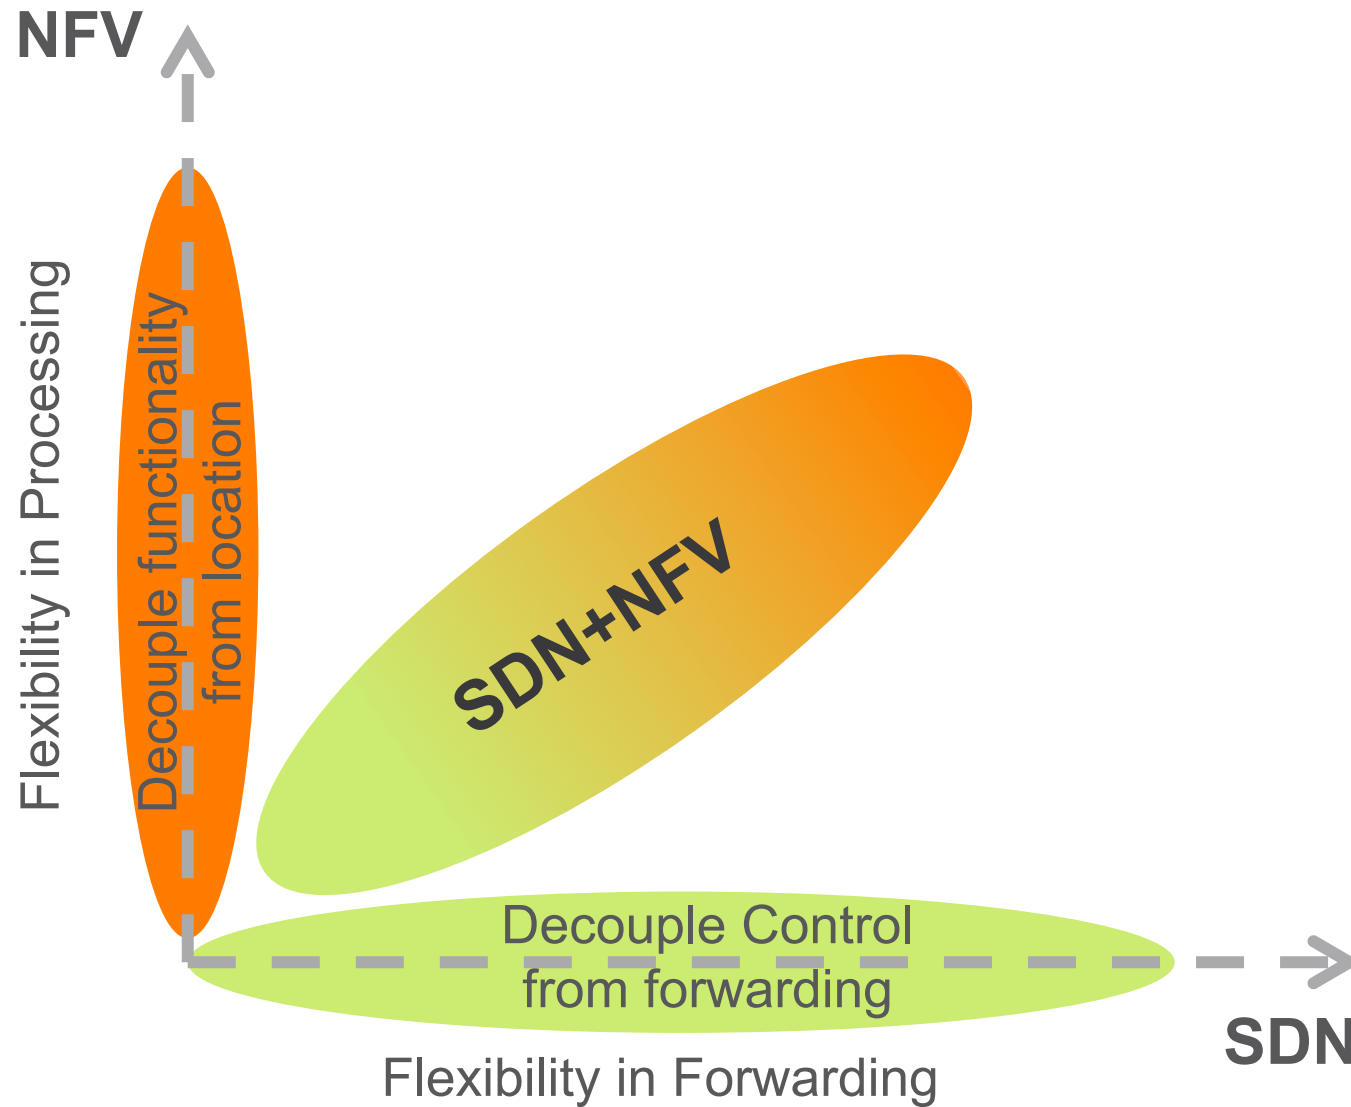 NFV
Flexibility in Processing
Decouple functionality
from location
SDN+NFV
Decouple Control
from forwarding
SDN
Flexibility in Forwarding